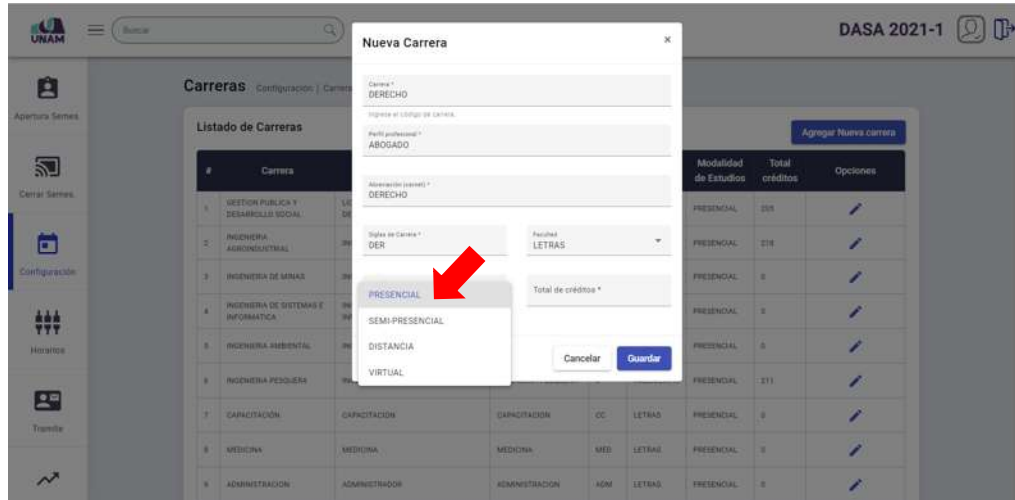 UNAM
Buscar
DASA 2021-1
Nueva Carrera
×
Apertura Semes.
Cerrar Semes.
Configuración
Horarios
Tramite
Carreras Configuración | Carrera
Listado de Carreras
Agregar Nueva carrera
Carrera *
DERECHO
Ingrese el código de carrera.
Perfil profesional *
ABOGADO
Abreviación (carnet) *
DERECHO
Siglas de Carrera *
DER
Facultad
LETRAS
PRESENCIAL
SEMI-PRESENCIAL
DISTANCIA
VIRTUAL
Total de créditos *
Cancelar Guardar
# Carrera Modalidad de Estudios Total créditos Opciones
1 GESTION PUBLICA Y DESARROLLO SOCIAL PRESENCIAL
2 INGENIERIA AGROINDUSTRIAL PRESENCIAL
3 INGENIERIA DE MINAS PRESENCIAL 0
4 INGENIERIA DE SISTEMAS E INFORMATICA PRESENCIAL 0
5 INGENIERIA AMBIENTAL PRESENCIAL 0
6 INGENIERIA PESQUERA PRESENCIAL 211
7 CAPACITACIÓN CAPACITACION CAPACITACION CC LETRAS PRESENCIAL 0
8 MEDICINA MEDICINA MEDICINA MED LETRAS PRESENCIAL 0
9 ADMINISTRACION ADMINISTRADOR ADMINISTRACION ADM LETRAS PRESENCIAL 0